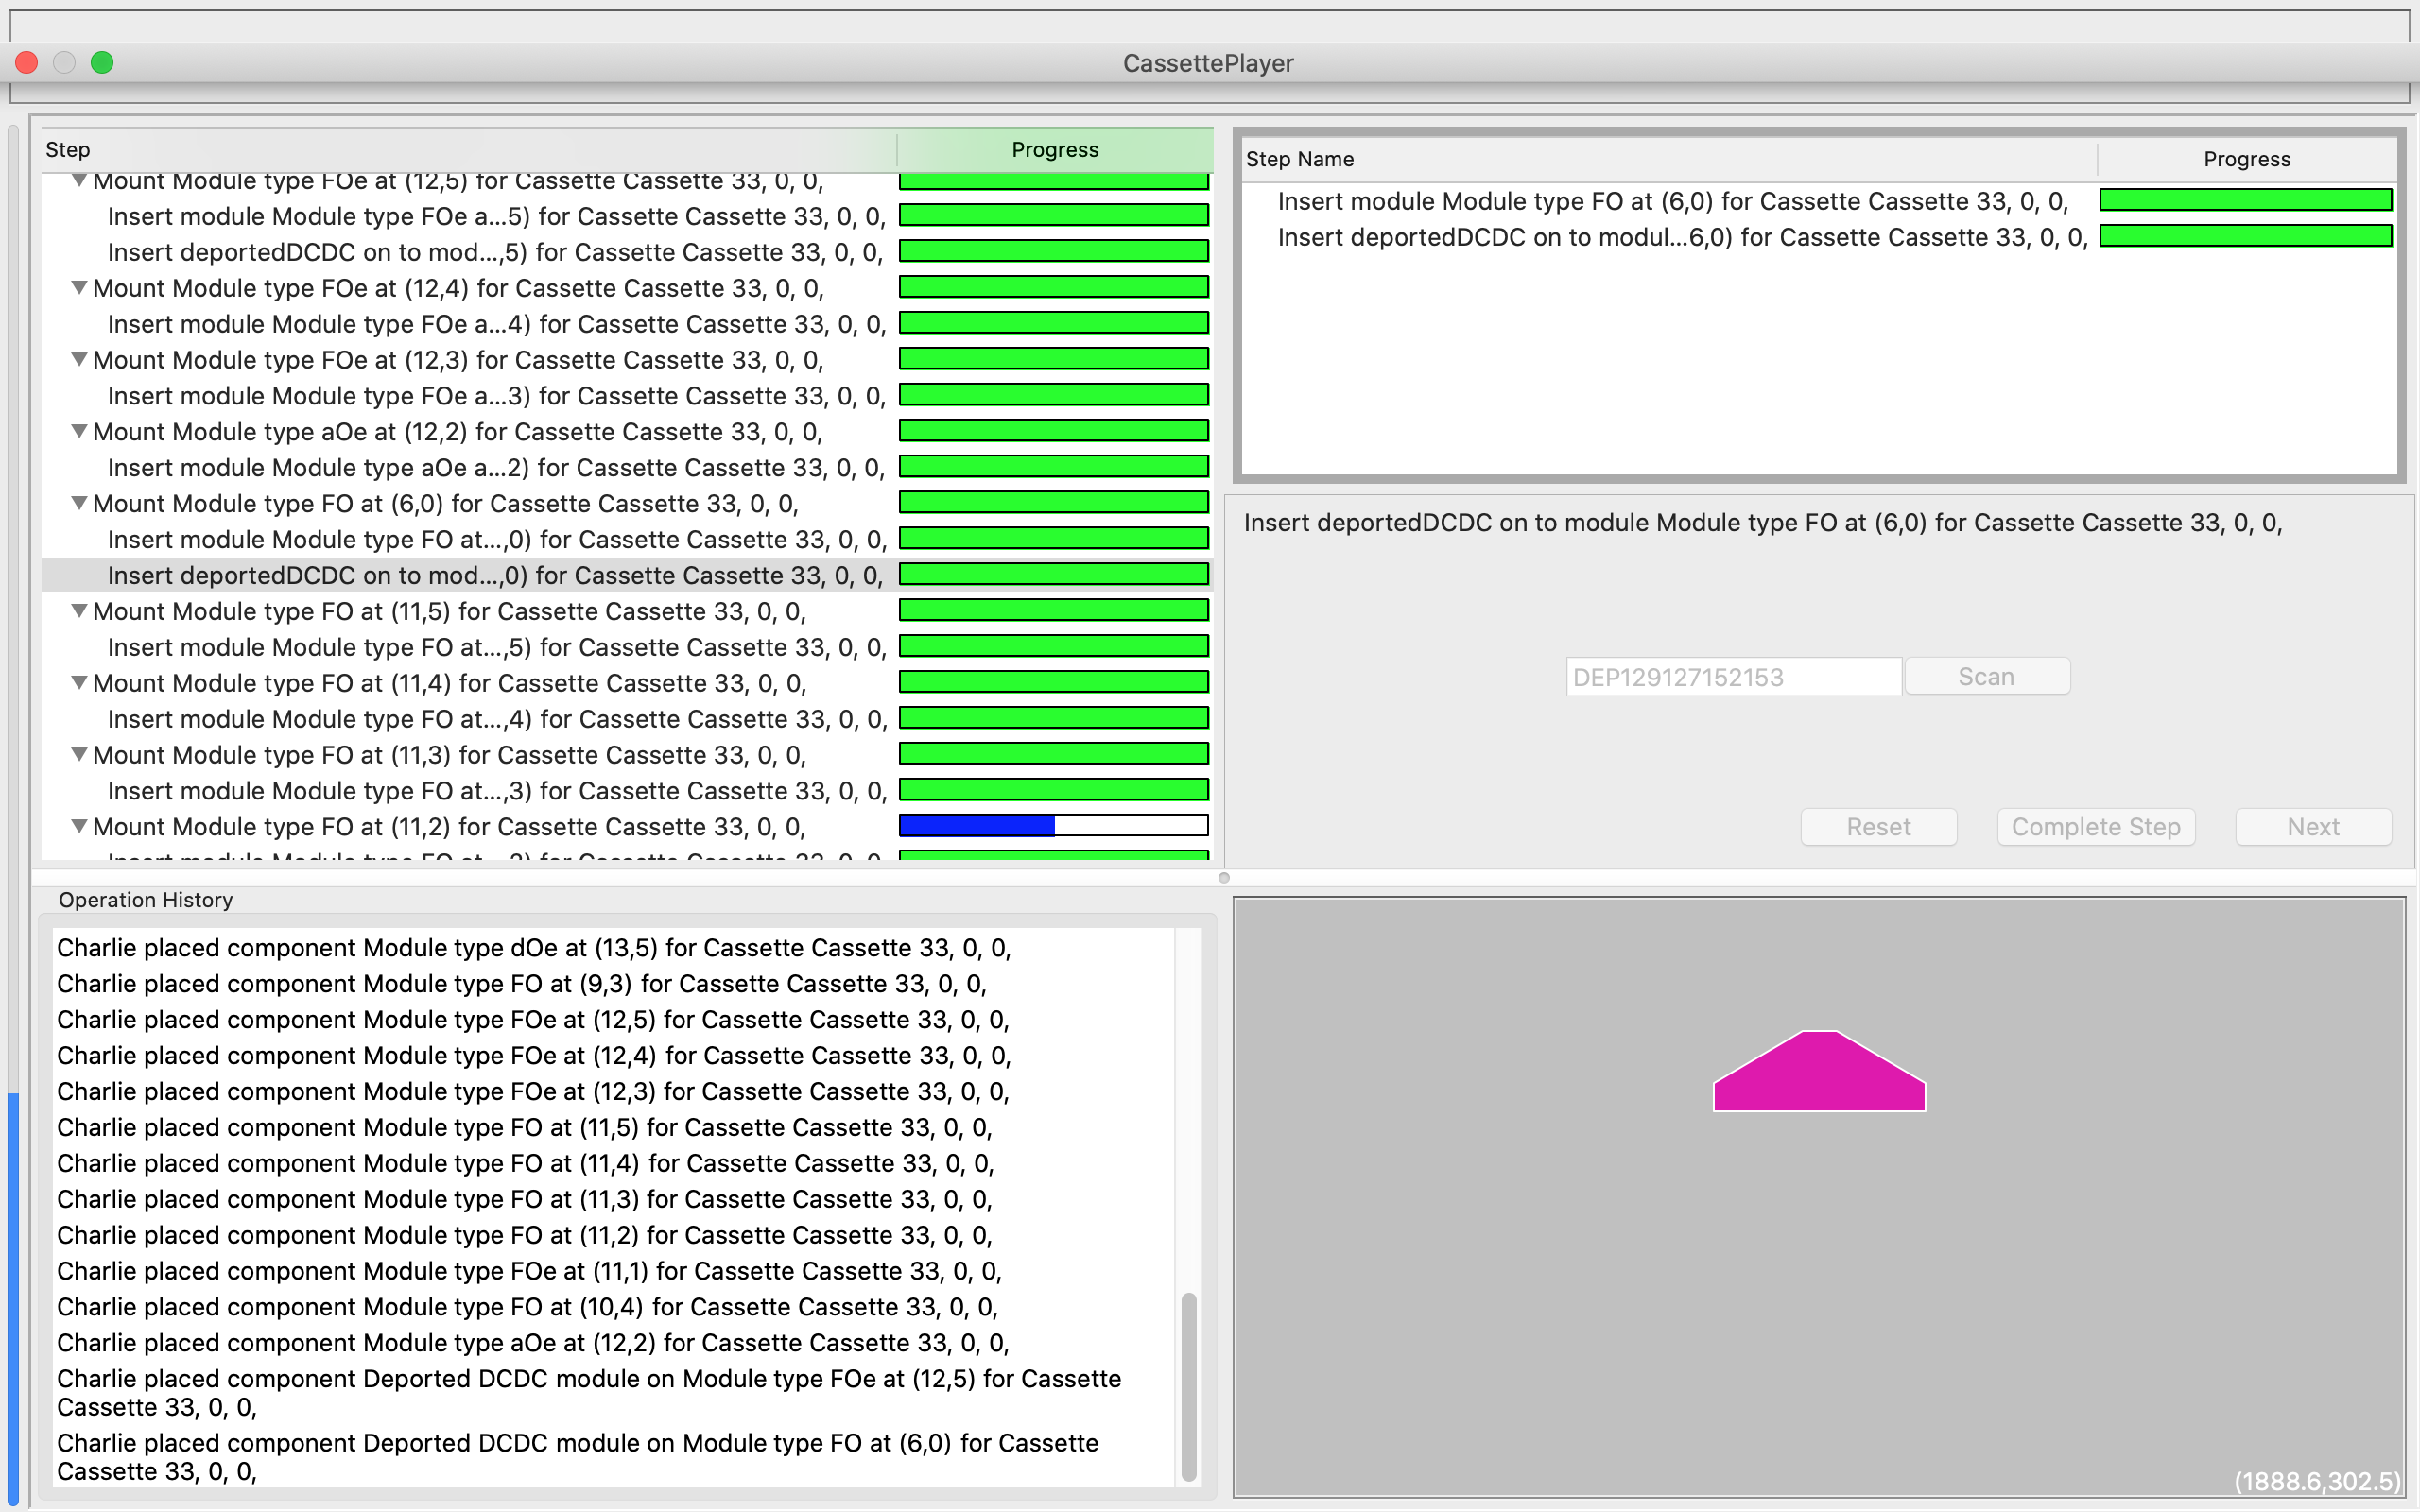 CassettePlayer
Step Progress
Mount Module type FOe at (12,5) for Cassette Cassette 33, 0, 0,
Insert module Module type FOe a...5) for Cassette Cassette 33, 0, 0,
Insert deportedDCDC on to mod...,5) for Cassette Cassette 33, 0, 0,
Mount Module type FOe at (12,4) for Cassette Cassette 33, 0, 0,
Insert module Module type FOe a...4) for Cassette Cassette 33, 0, 0,
Mount Module type FOe at (12,3) for Cassette Cassette 33, 0, 0,
Insert module Module type FOe a...3) for Cassette Cassette 33, 0, 0,
Mount Module type aOe at (12,2) for Cassette Cassette 33, 0, 0,
Insert module Module type aOe a...2) for Cassette Cassette 33, 0, 0,
Mount Module type FO at (6,0) for Cassette Cassette 33, 0, 0,
Insert module Module type FO at...,0) for Cassette Cassette 33, 0, 0,
Insert deportedDCDC on to mod...,0) for Cassette Cassette 33, 0, 0,
Mount Module type FO at (11,5) for Cassette Cassette 33, 0, 0,
Insert module Module type FO at...,5) for Cassette Cassette 33, 0, 0,
Mount Module type FO at (11,4) for Cassette Cassette 33, 0, 0,
Insert module Module type FO at...,4) for Cassette Cassette 33, 0, 0,
Mount Module type FO at (11,3) for Cassette Cassette 33, 0, 0,
Insert module Module type FO at...,3) for Cassette Cassette 33, 0, 0,
Mount Module type FO at (11,2) for Cassette Cassette 33, 0, 0,
Step Name Progress
Insert module Module type FO at (6,0) for Cassette Cassette 33, 0, 0,
Insert deportedDCDC on to modul...6,0) for Cassette Cassette 33, 0, 0,
Insert deportedDCDC on to module Module type FO at (6,0) for Cassette Cassette 33, 0, 0,
DEP129127152153 Scan
Reset Complete Step Next
Operation History
Charlie placed component Module type dOe at (13,5) for Cassette Cassette 33, 0, 0,
Charlie placed component Module type FO at (9,3) for Cassette Cassette 33, 0, 0,
Charlie placed component Module type FOe at (12,5) for Cassette Cassette 33, 0, 0,
Charlie placed component Module type FOe at (12,4) for Cassette Cassette 33, 0, 0,
Charlie placed component Module type FOe at (12,3) for Cassette Cassette 33, 0, 0,
Charlie placed component Module type FO at (11,5) for Cassette Cassette 33, 0, 0,
Charlie placed component Module type FO at (11,4) for Cassette Cassette 33, 0, 0,
Charlie placed component Module type FO at (11,3) for Cassette Cassette 33, 0, 0,
Charlie placed component Module type FO at (11,2) for Cassette Cassette 33, 0, 0,
Charlie placed component Module type FOe at (11,1) for Cassette Cassette 33, 0, 0,
Charlie placed component Module type FO at (10,4) for Cassette Cassette 33, 0, 0,
Charlie placed component Module type aOe at (12,2) for Cassette Cassette 33, 0, 0,
Charlie placed component Deported DCDC module on Module type FOe at (12,5) for Cassette
Cassette 33, 0, 0,
Charlie placed component Deported DCDC module on Module type FO at (6,0) for Cassette
Cassette 33, 0, 0,
(1888.6,302.5)